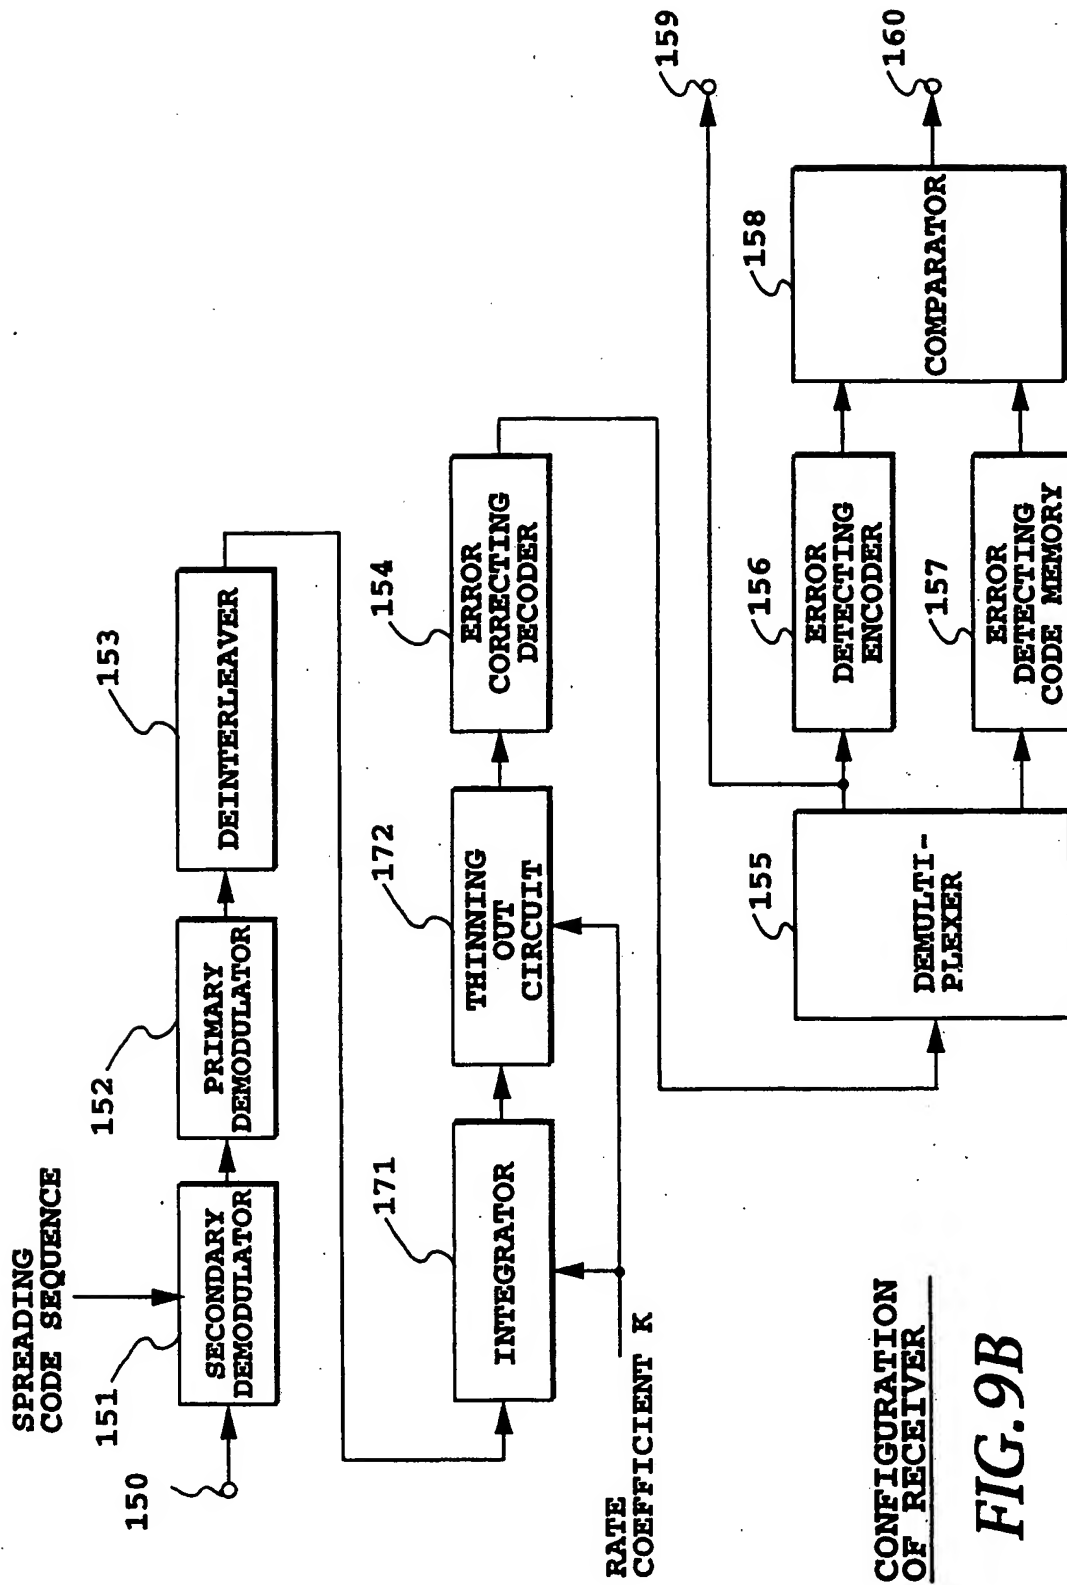 SPREADING
CODE SEQUENCE
150
151
SECONDARY
DEMODULATOR
152
PRIMARY
DEMODULATOR
153
DEINTERLEAVER
171
INTEGRATOR
172
THINNING
OUT
CIRCUIT
154
ERROR
CORRECTING
DECODER
RATE
COEFFICIENT K
155
DEMULTI-
PLEXER
156
ERROR
DETECTING
ENCODER
157
ERROR
DETECTING
CODE MEMORY
158
COMPARATOR
159
160
CONFIGURATION
OF RECEIVER
FIG.9B